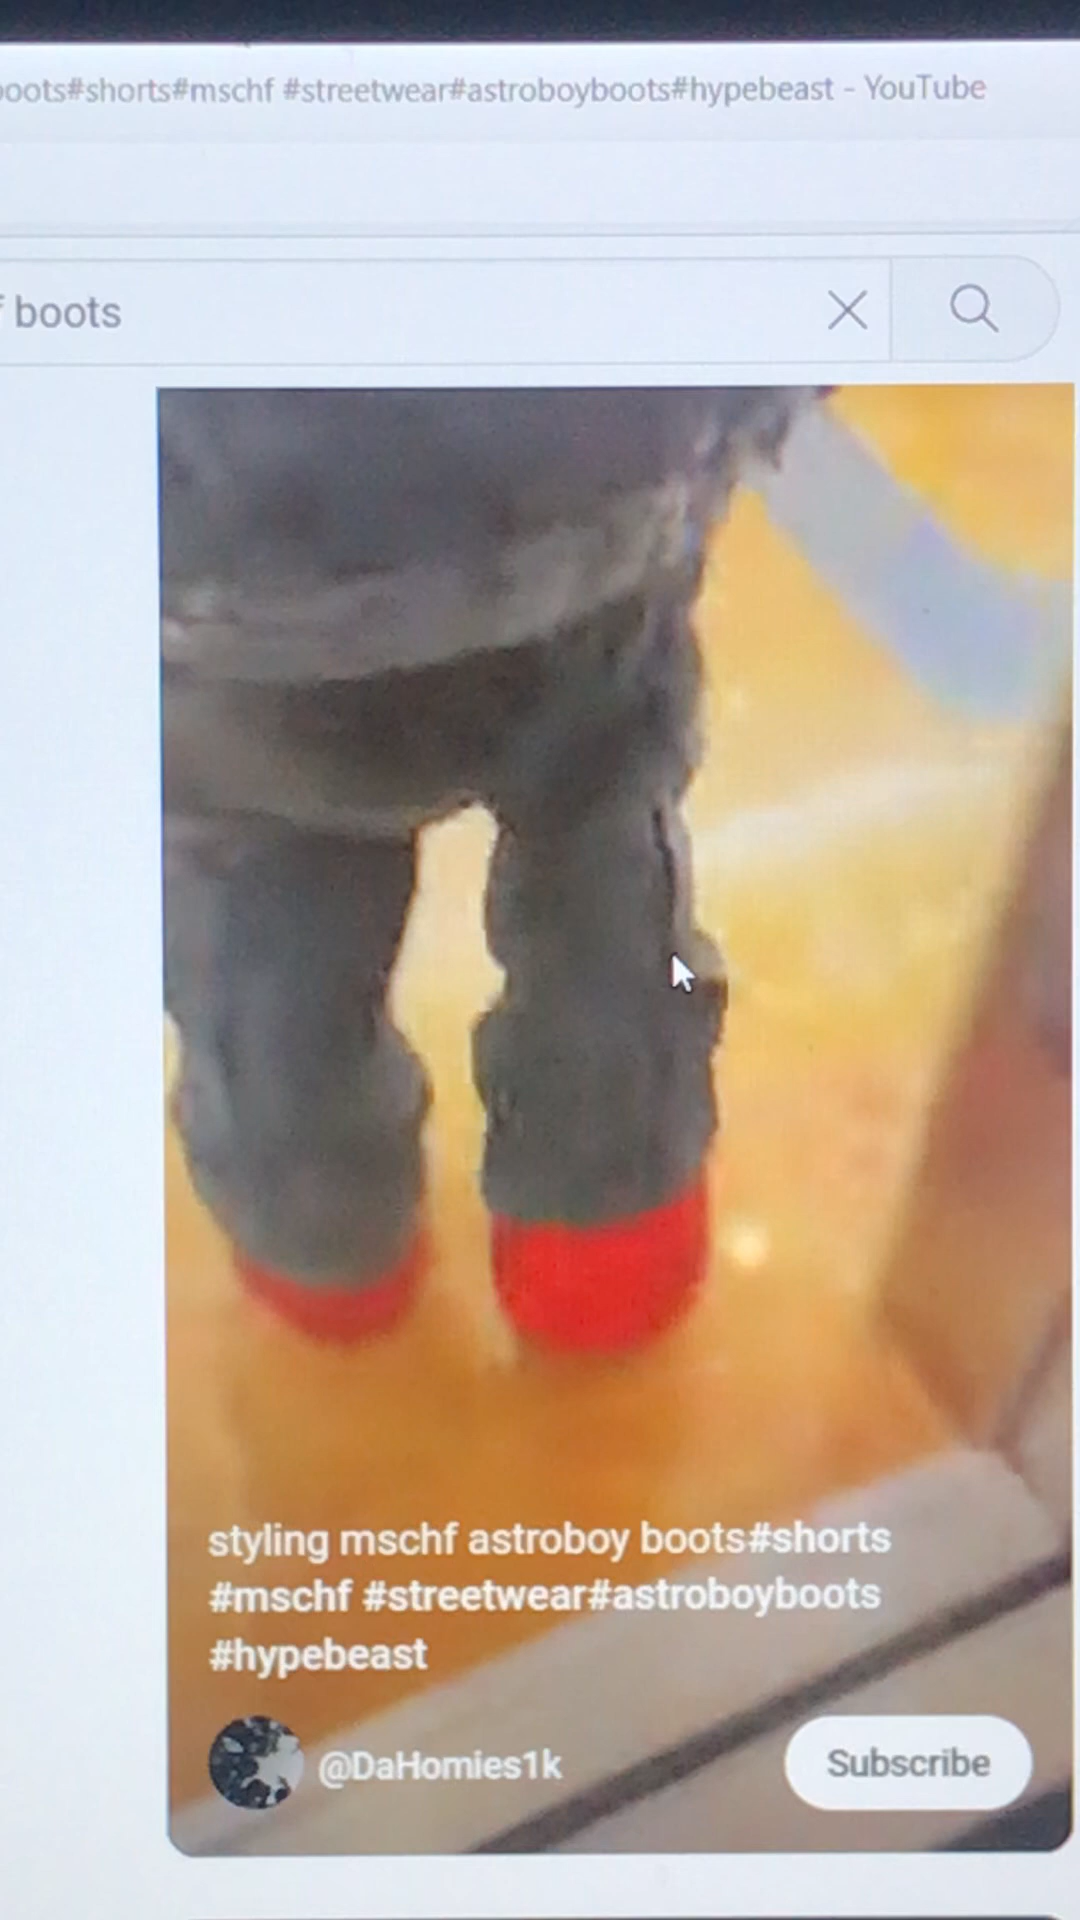 boots#shorts#mschf #streetwear#astroboyboots#hypebeast - YouTube
boots
styling mschf astroboy boots#shorts
#mschf #streetwear#astroboyboots
#hypebeast
@DaHomies1k
Subscribe